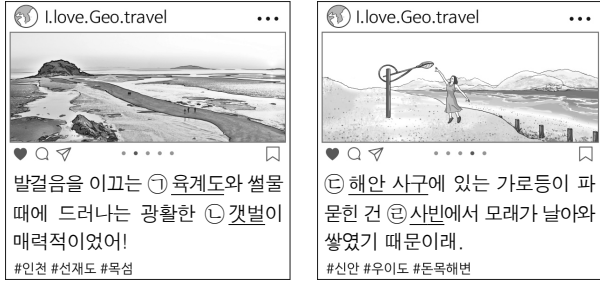 I.love.Geo.travel
발걸음을 이끄는 ㉠ 육계도와 썰물
때에 드러나는 광활한 ㉡ 갯벌이
매력적이었어!
#인천 #선재도 #목섬
I.love.Geo.travel
㉢ 해안 사구에 있는 가로등이 파
묻힌 건 ㉣ 사빈에서 모래가 날아와
쌓였기 때문이래.
#신안 #우이도 #돈목해변